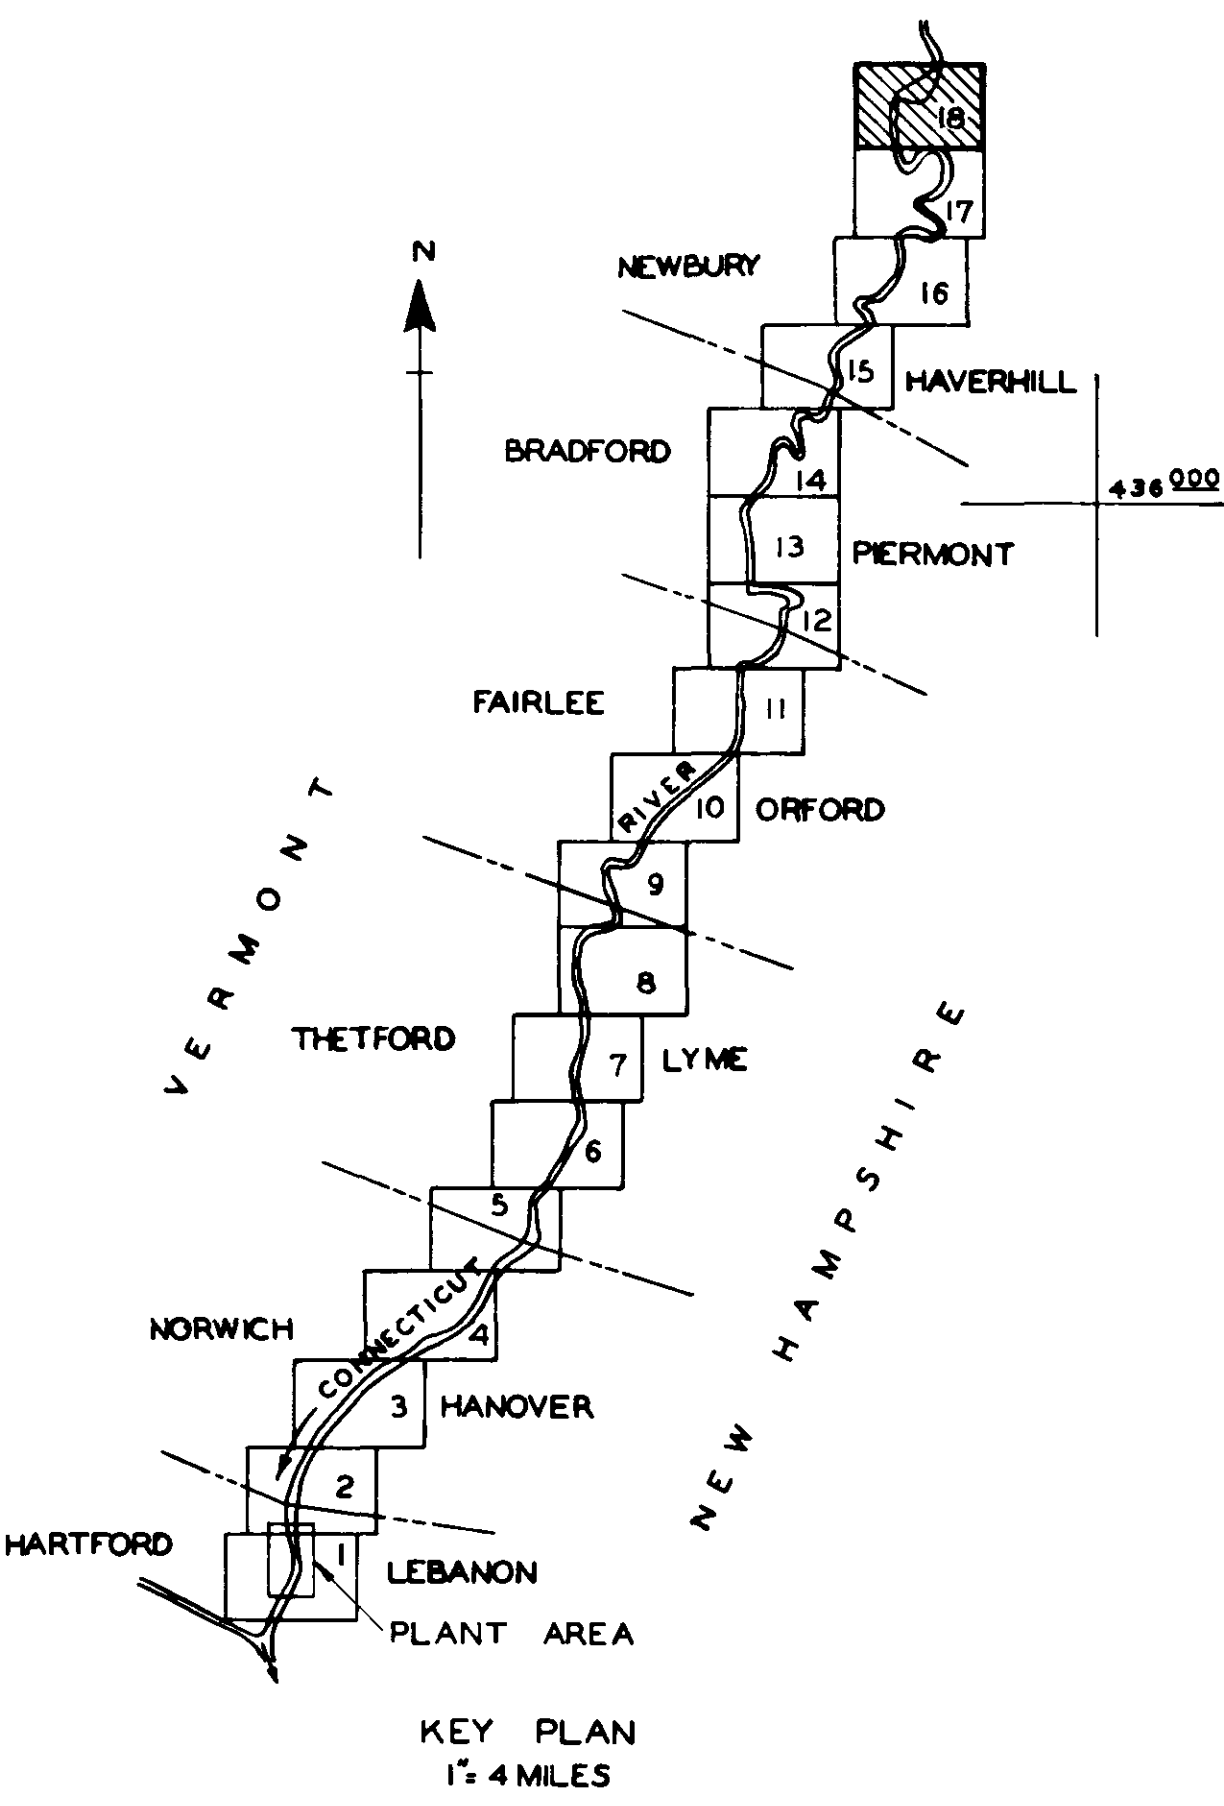 18
17
N
NEWBURY
16
15
HAVERHILL
BRADFORD
14
436 000
13
PIERMONT
12
FAIRLEE
11
RIVER
10
ORFORD
VERMONT
9
8
THETFORD
7
LYME
6
NEW HAMPSHIRE
5
CONNECTICUT
4
NORWICH
3
HANOVER
2
HARTFORD
1
LEBANON
PLANT AREA
KEY PLAN
1"= 4 MILES